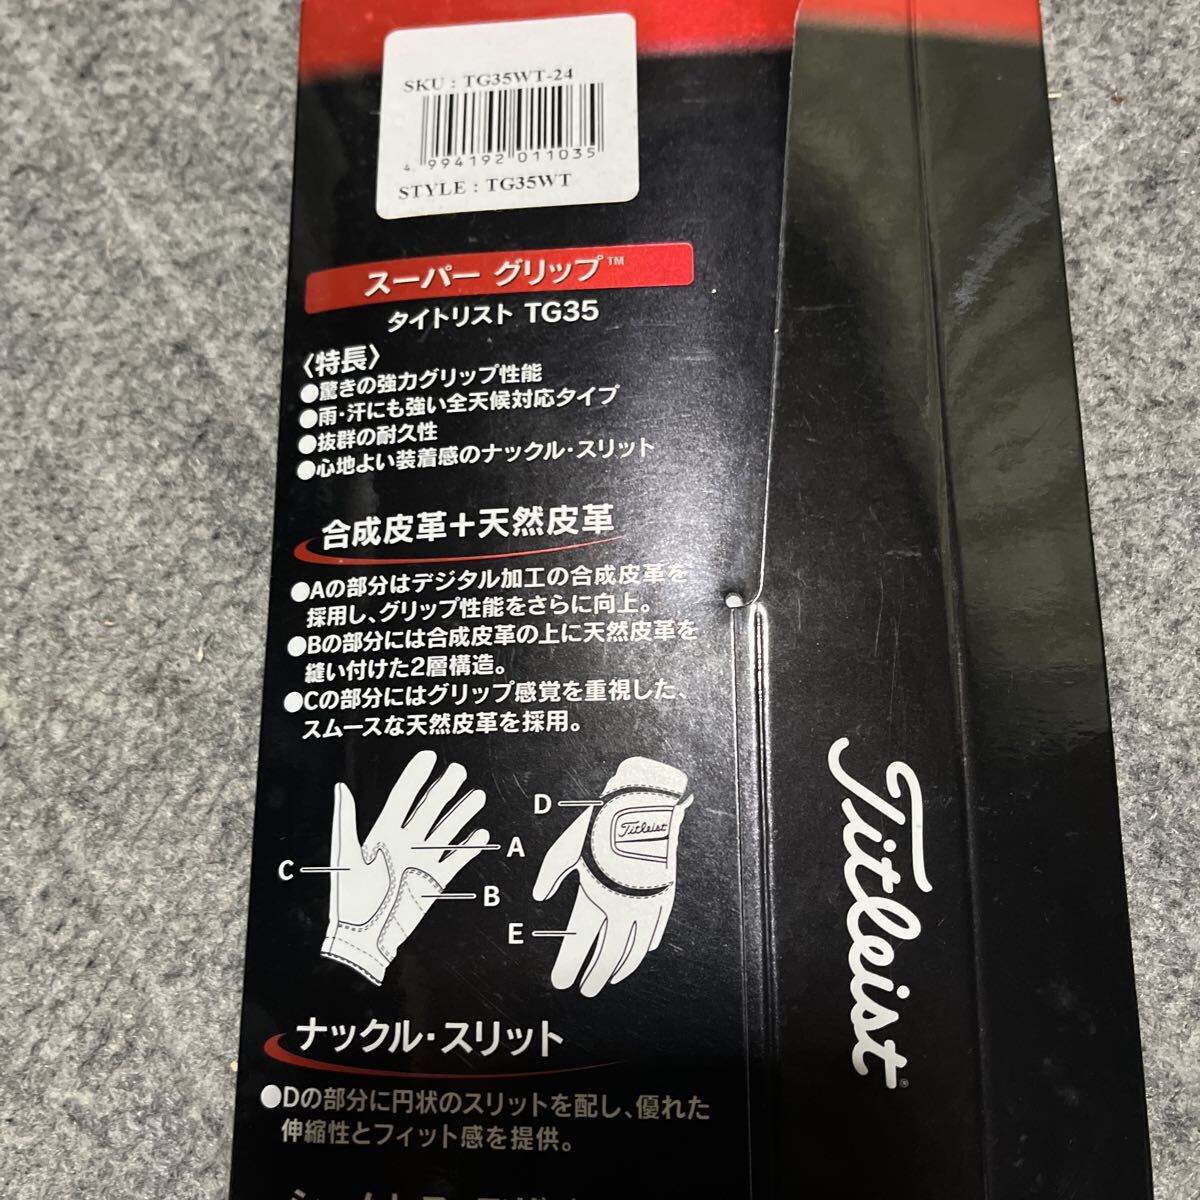 SKU : TG35WT-24
4 994192 011035
STYLE : TG35WT
スーパー グリップ™
タイトリスト TG35
〈特長〉
●驚きの強力グリップ性能
●雨・汗にも強い全天候対応タイプ
●抜群の耐久性
●心地よい装着感のナックル・スリット
合成皮革＋天然皮革
●Aの部分はデジタル加工の合成皮革を
採用し、グリップ性能をさらに向上。
●Bの部分には合成皮革の上に天然皮革を
縫い付けた2層構造。
●Cの部分にはグリップ感覚を重視した、
スムースな天然皮革を採用。
C
A
B
D
E
Titleist
ナックル・スリット
●Dの部分に円状のスリットを配し、優れた
伸縮性とフィット感を提供。
Titleist®